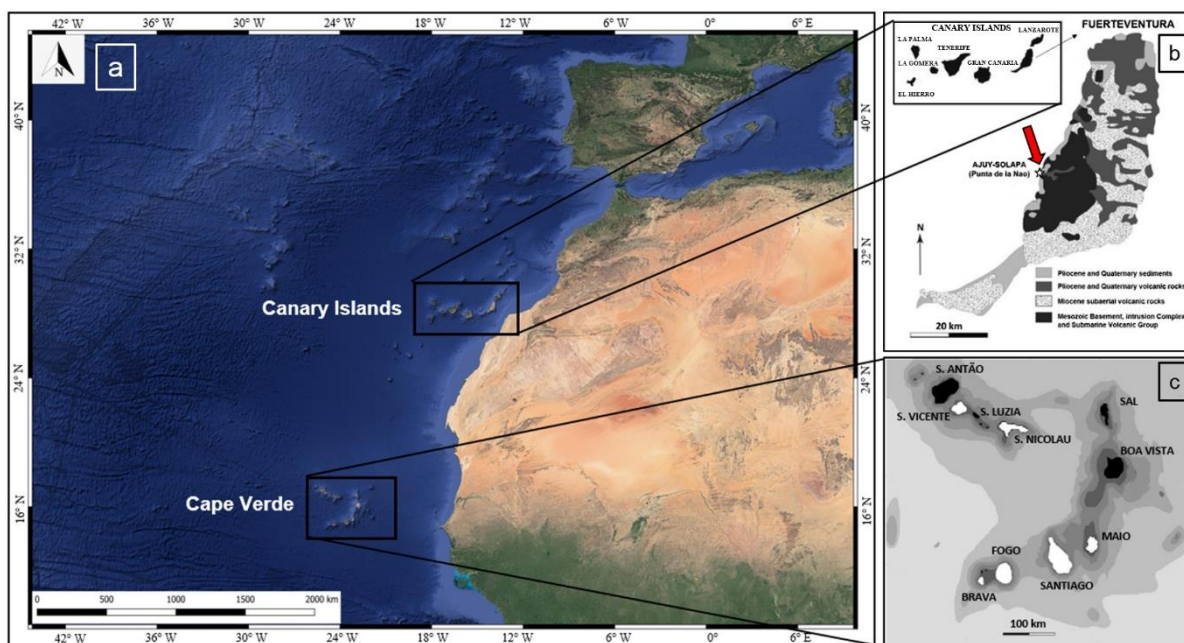 42° W 36° W 30° W 24° W 18° W 12° W 6° W 0° 6° E
N
a
40° N
32° N
24° N
16° N
40° N
32° N
24° N
16° N
Canary Islands
Cape Verde
0 500 1000 1500 2000 km
42° W 36° W 30° W 24° W 18° W 12° W 6° W 0° 6° E
CANARY ISLANDS
LANZAROTE
LA PALMA
TENERIFE
LA GOMERA
GRAN CANARIA
EL HIERRO
FUERTEVENTURA
b
AJUY-SOLAPA
(Punta de la Nao)
N
Pliocene and Quaternary sediments
Pliocene and Quaternary volcanic rocks
Miocene subaerial volcanic rocks
Mesozoic Basement, intrusion Complex
and Submarine Volcanic Group
20 km
c
S. ANTÃO
S. VICENTE
S. LUZIA
S. NICOLAU
SAL
BOA VISTA
MAIO
FOGO
SANTIAGO
BRAVA
100 km